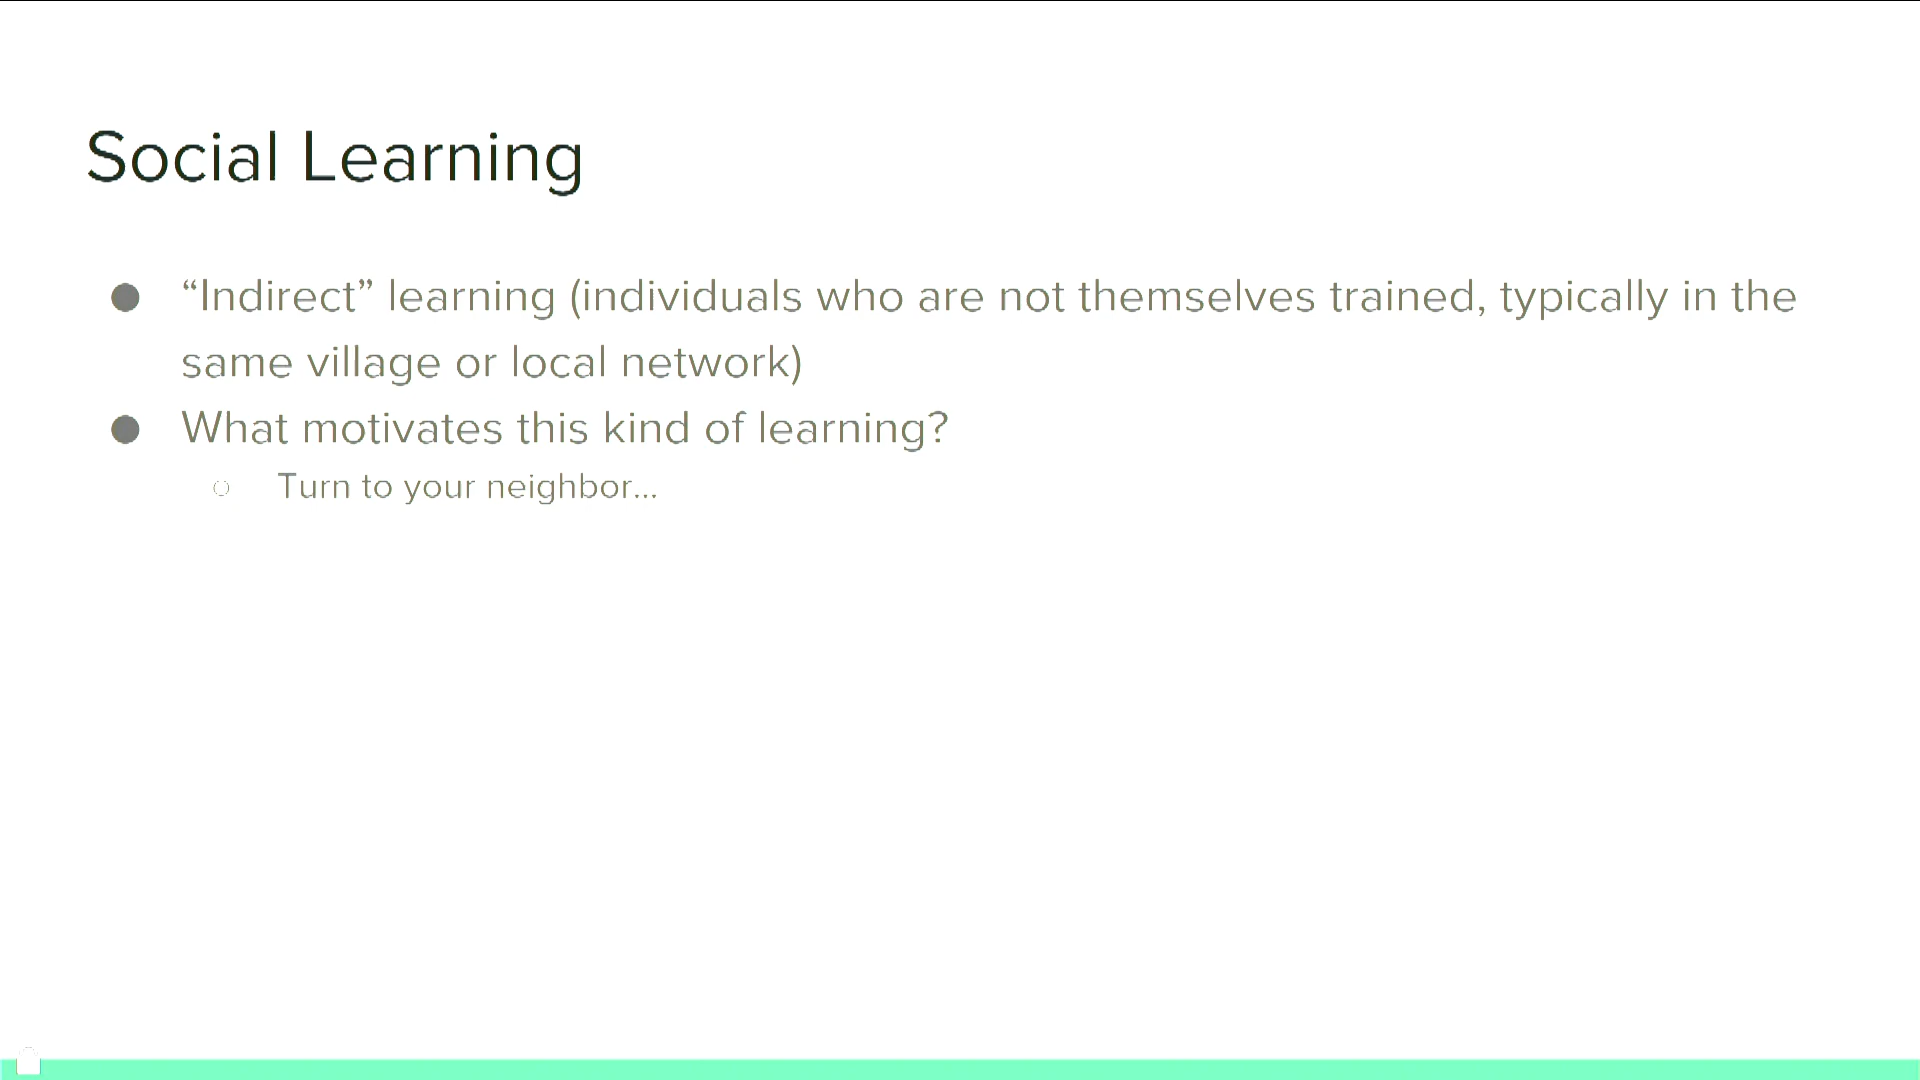 Social Learning
● “Indirect” learning (individuals who are not themselves trained, typically in the
same village or local network)
● What motivates this kind of learning?
○ Turn to your neighbor...